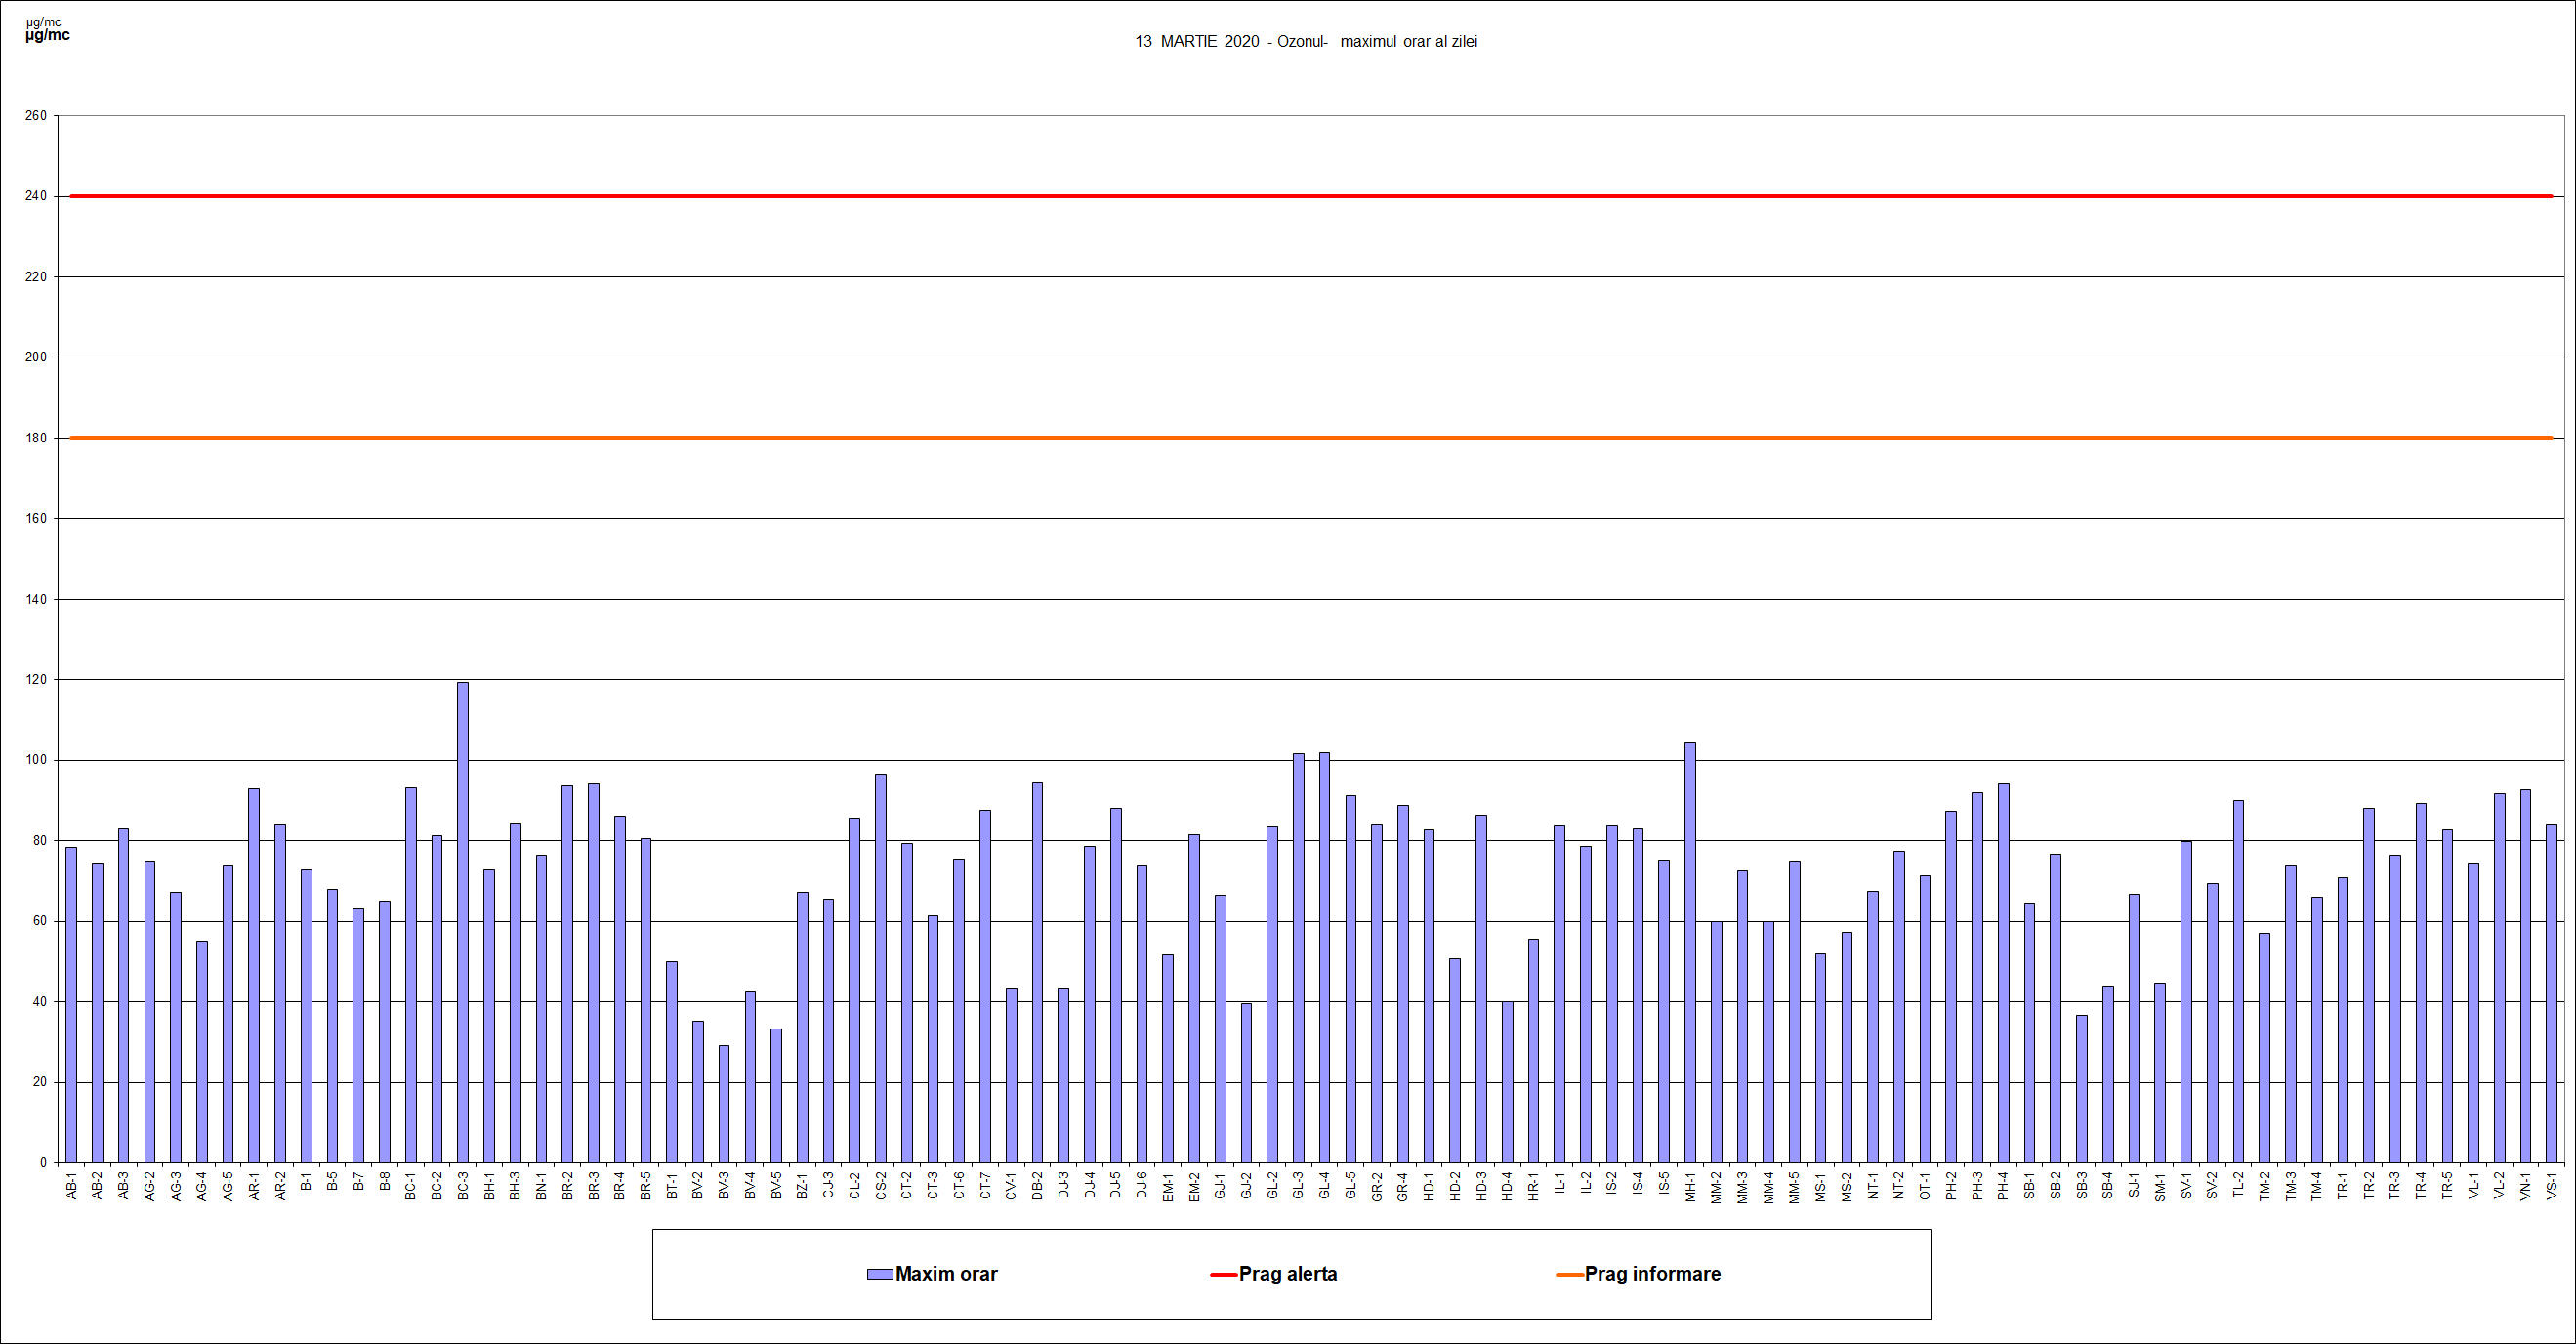 µg/mc
µg/mc
13 MARTIE 2020 - Ozonul- maximul orar al zilei
260
240
220
200
180
160
140
120
100
80
60
40
20
0
AB-1 AB-2 AB-3 AG-2 AG-3 AG-4 AG-5 AR-1 AR-2 B-1 B-5 B-7 B-8 BC-1 BC-2 BC-3 BH-1 BH-3 BN-1 BR-2 BR-3 BR-4 BR-5 BT-1 BV-2 BV-3 BV-4 BV-5 BZ-1 CJ-3 CL-2 CS-2 CT-2 CT-3 CT-6 CT-7 CV-1 DB-2 DJ-3 DJ-4 DJ-5 DJ-6 EM-1 EM-2 GJ-1 GJ-2 GL-2 GL-3 GL-4 GL-5 GR-2 GR-4 HD-1 HD-2 HD-3 HD-4 HR-1 IL-1 IL-2 IS-2 IS-4 IS-5 MH-1 MM-2 MM-3 MM-4 MM-5 MS-1 MS-2 NT-1 NT-2 OT-1 PH-2 PH-3 PH-4 SB-1 SB-2 SB-3 SB-4 SJ-1 SM-1 SV-1 SV-2 TL-2 TM-2 TM-3 TM-4 TR-1 TR-2 TR-3 TR-4 TR-5 VL-1 VL-2 VN-1 VS-1
Maxim orar Prag alerta Prag informare